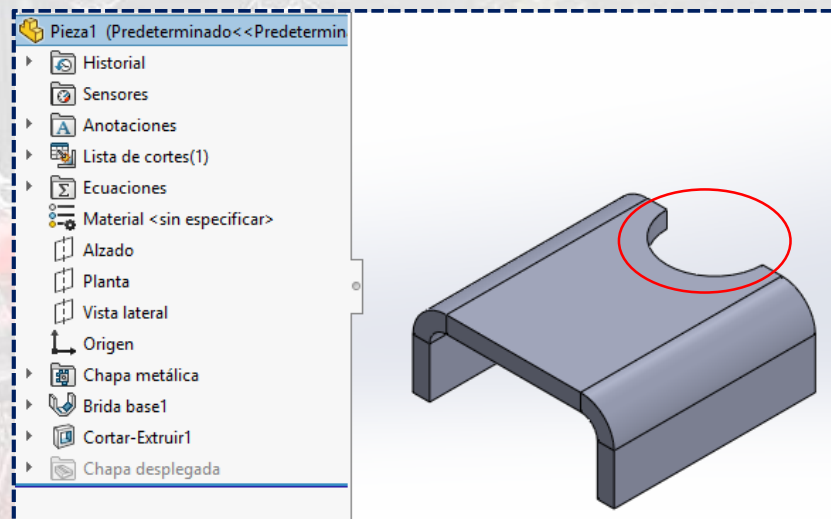 Pieza1 (Predeterminado<<Predetermin
Historial
Sensores
Anotaciones
Lista de cortes(1)
Ecuaciones
Material <sin especificar>
Alzado
Planta
Vista lateral
Origen
Chapa metálica
Brida base1
Cortar-Extruir1
Chapa desplegada